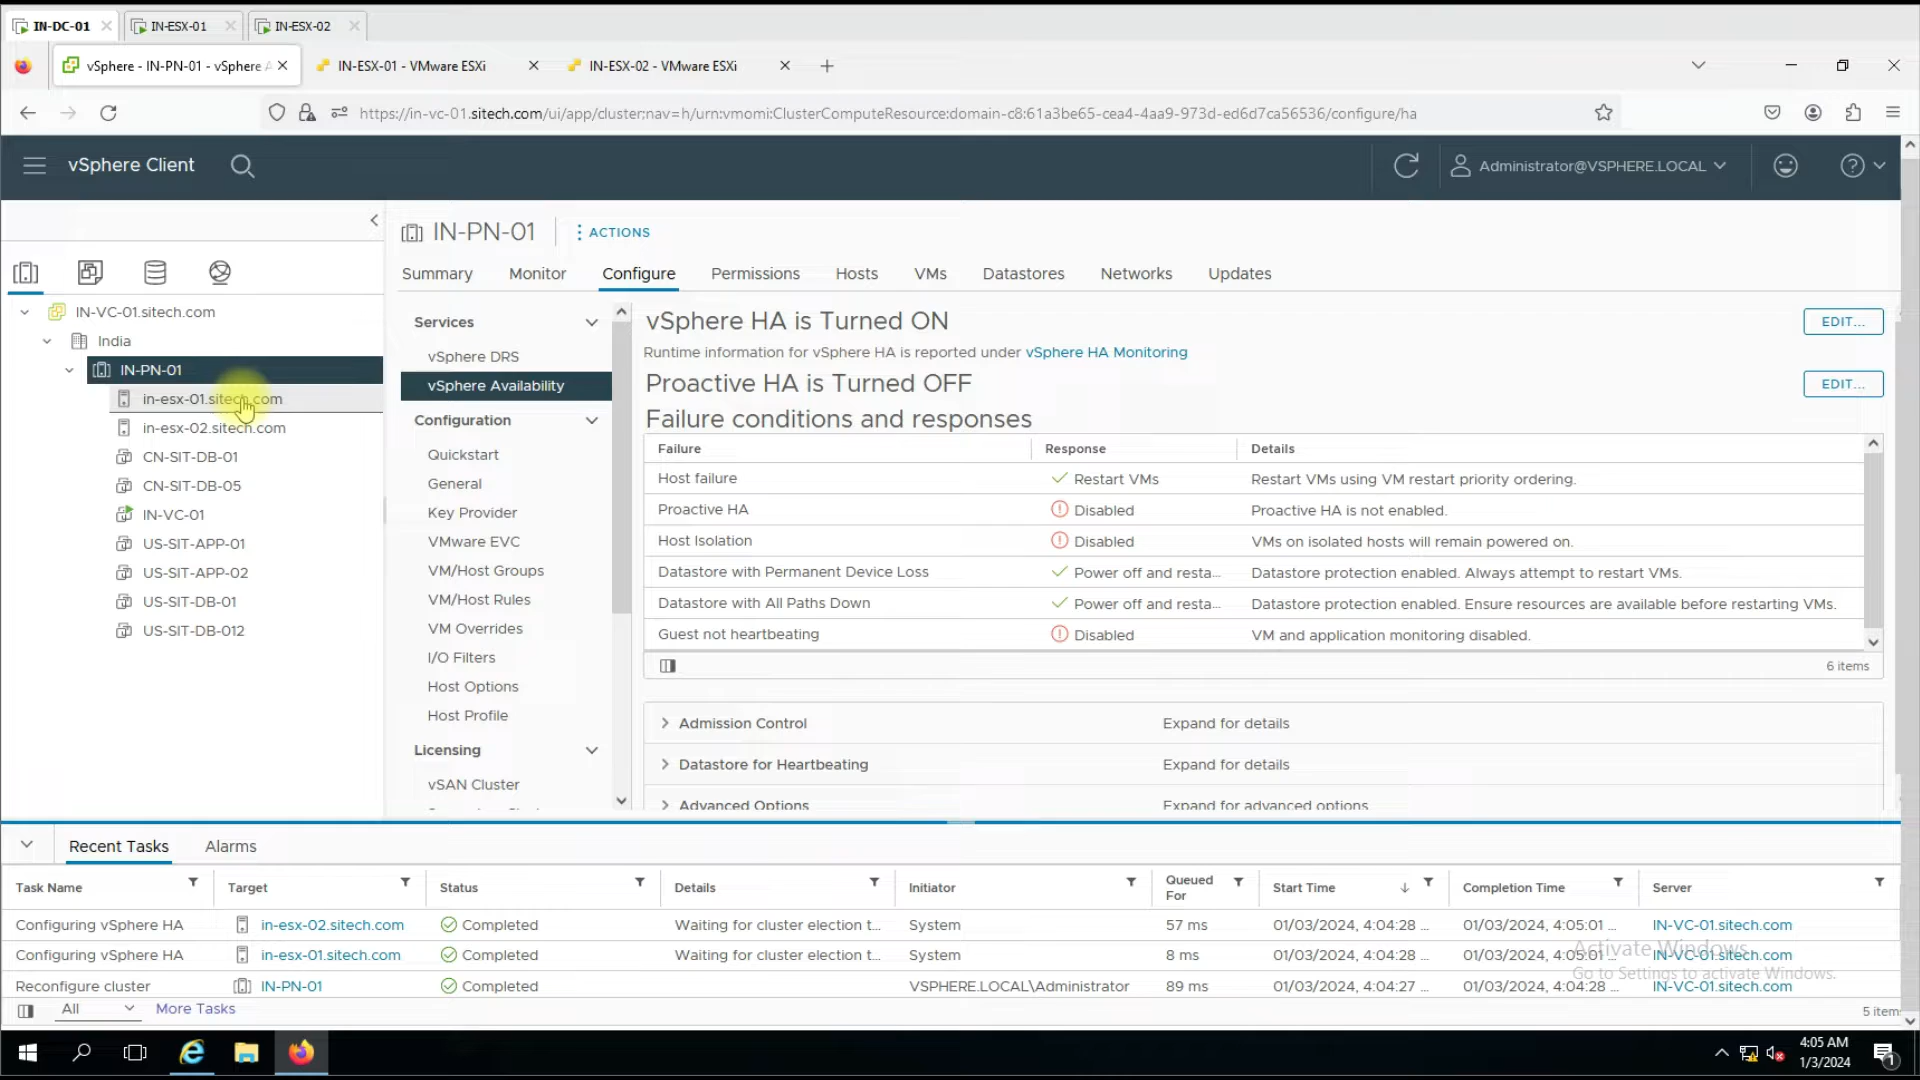 IN-DC-01
IN-ESX-01
IN-ESX-02
vSphere - IN-PN-01 - vSphere A
IN-ESX-01 - VMware ESXi
IN-ESX-02 - VMware ESXi
https://in-vc-01.sitech.com/ui/app/cluster;nav=h/urn:vmomi:ClusterComputeResource:domain-c8:61a3be65-cea4-4aa9-973d-ed6d7ca56536/configure/ha
vSphere Client
Administrator@VSPHERE.LOCAL
IN-PN-01
ACTIONS
Summary
Monitor
Configure
Permissions
Hosts
VMs
Datastores
Networks
Updates
IN-VC-01.sitech.com
India
IN-PN-01
in-esx-01.sitech.com
in-esx-02.sitech.com
CN-SIT-DB-01
CN-SIT-DB-05
IN-VC-01
US-SIT-APP-01
US-SIT-APP-02
US-SIT-DB-01
US-SIT-DB-012
Services
vSphere DRS
vSphere Availability
Configuration
Quickstart
General
Key Provider
VMware EVC
VM/Host Groups
VM/Host Rules
VM Overrides
I/O Filters
Host Options
Host Profile
Licensing
vSAN Cluster
vSphere HA is Turned ON
EDIT...
Runtime information for vSphere HA is reported under vSphere HA Monitoring
Proactive HA is Turned OFF
EDIT...
Failure conditions and responses
Failure Response Details
Host failure Restart VMs Restart VMs using VM restart priority ordering.
Proactive HA Disabled Proactive HA is not enabled.
Host Isolation Disabled VMs on isolated hosts will remain powered on.
Datastore with Permanent Device Loss Power off and resta... Datastore protection enabled. Always attempt to restart VMs.
Datastore with All Paths Down Power off and resta... Datastore protection enabled. Ensure resources are available before restarting VMs.
Guest not heartbeating Disabled VM and application monitoring disabled.
6 items
Admission Control Expand for details
Datastore for Heartbeating Expand for details
Advanced Options Expand for advanced options
Recent Tasks Alarms
Task Name Target Status Details Initiator Queued For Start Time Completion Time Server
Configuring vSphere HA in-esx-02.sitech.com Completed Waiting for cluster election t... System 57 ms 01/03/2024, 4:04:28 ... 01/03/2024, 4:05:01 ... IN-VC-01.sitech.com
Configuring vSphere HA in-esx-01.sitech.com Completed Waiting for cluster election t... System 8 ms 01/03/2024, 4:04:28 ... 01/03/2024, 4:05:01 ... IN-VC-01.sitech.com
Reconfigure cluster IN-PN-01 Completed VSPHERE.LOCAL\Administrator 89 ms 01/03/2024, 4:04:27 ... 01/03/2024, 4:04:28 ... IN-VC-01.sitech.com
Activate Windows
Go to Settings to activate Windows.
All More Tasks
5 items
4:05 AM
1/3/2024
1